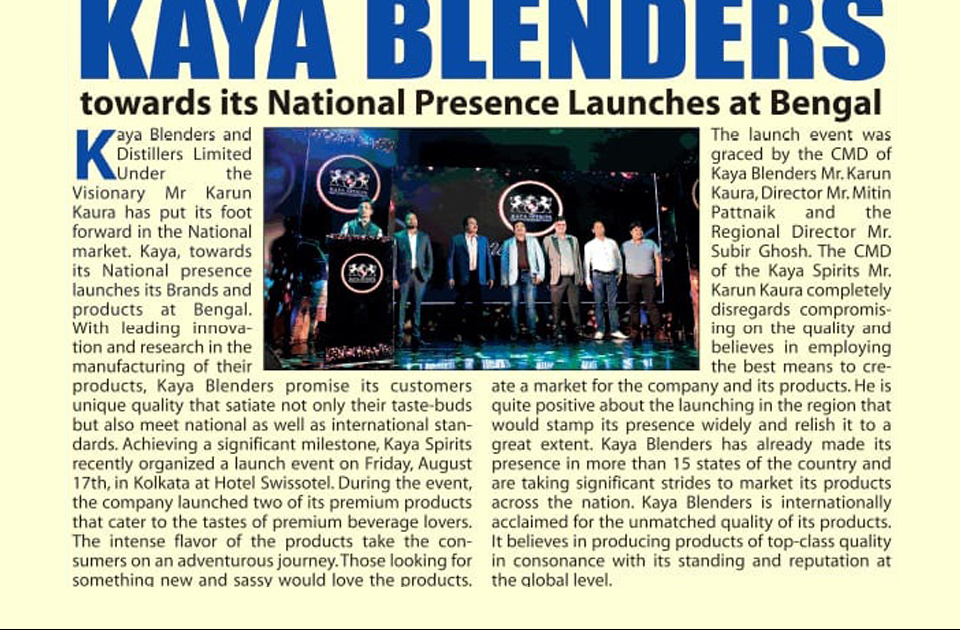 KAYA BLENDERS
towards its National Presence Launches at Bengal
Kaya Blenders and
Distillers Limited
Under the
Visionary Mr Karun
Kaura has put its foot
forward in the National
market. Kaya, towards
its National presence
launches its Brands and
products at Bengal.
With leading innova-
tion and research in the
manufacturing of their
products, Kaya Blenders promise its customers
unique quality that satiate not only their taste-buds
but also meet national as well as international stan-
dards. Achieving a significant milestone, Kaya Spirits
recently organized a launch event on Friday, August
17th, in Kolkata at Hotel Swissotel. During the event,
the company launched two of its premium products
that cater to the tastes of premium beverage lovers.
The intense flavor of the products take the con-
sumers on an adventurous journey. Those looking for
something new and sassy would love the products.
KAYA SPIRITS
KAYA SPIRITS
The launch event was
graced by the CMD of
Kaya Blenders Mr. Karun
Kaura, Director Mr. Mitin
Pattnaik and the
Regional Director Mr.
Subir Ghosh. The CMD
of the Kaya Spirits Mr.
Karun Kaura completely
disregards compromis-
ing on the quality and
believes in employing
the best means to cre-
ate a market for the company and its products. He is
quite positive about the launching in the region that
would stamp its presence widely and relish it to a
great extent. Kaya Blenders has already made its
presence in more than 15 states of the country and
are taking significant strides to market its products
across the nation. Kaya Blenders is internationally
acclaimed for the unmatched quality of its products.
It believes in producing products of top-class quality
in consonance with its standing and reputation at
the global level.